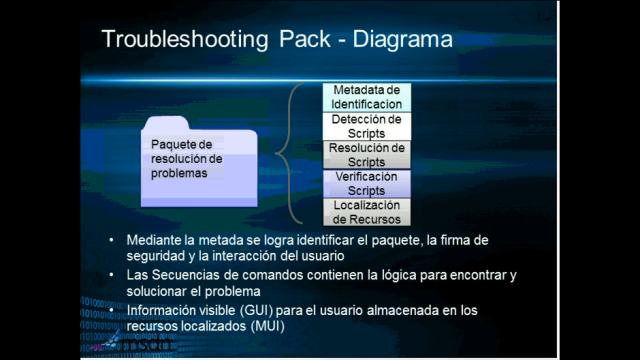 Troubleshooting Pack - Diagrama
Paquete de
resolución de
problemas
Metadata de
Identificacion
Detección de
Scripts
Resolución de
Scripts
Verificación
Scripts
Localización
de Recursos
• Mediante la metada se logra identificar el paquete, la firma de
seguridad y la interacción del usuario
• Las Secuencias de comandos contienen la lógica para encontrar y
solucionar el problema
• Información visible (GUI) para el usuario almacenada en los
recursos localizados (MUI)